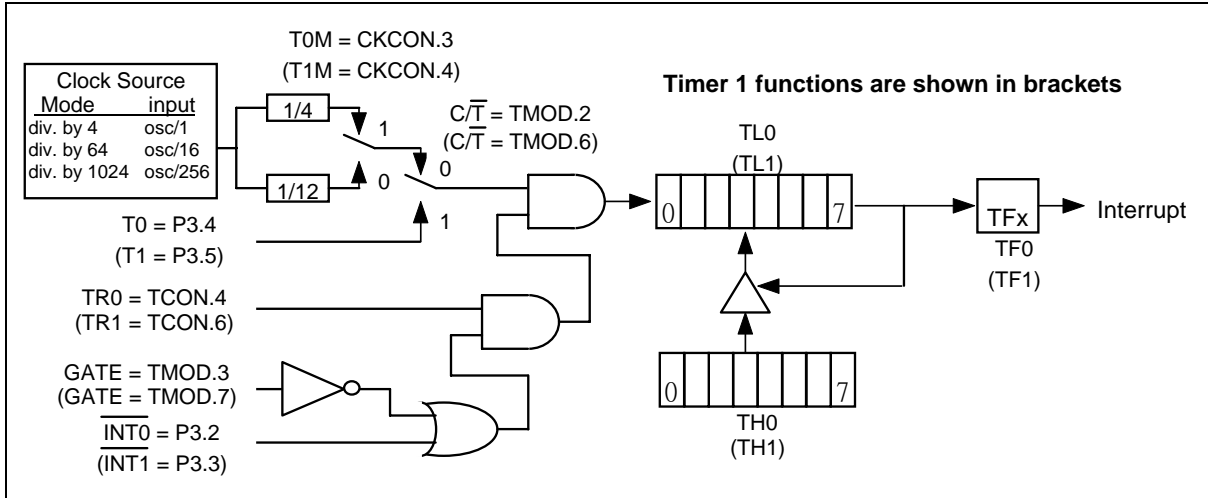 T0M = CKCON.3
(T1M = CKCON.4)
Clock Source
Mode input
div. by 4 osc/1
div. by 64 osc/16
div. by 1024 osc/256
1/4
1/12
1
0
C/T̅ = TMOD.2
(C/T̅ = TMOD.6)
0
1
Timer 1 functions are shown in brackets
TL0
(TL1)
0 7
TFx
Interrupt
TF0
(TF1)
T0 = P3.4
(T1 = P3.5)
TR0 = TCON.4
(TR1 = TCON.6)
GATE = TMOD.3
(GATE = TMOD.7)
I̅N̅T̅0̅ = P3.2
(I̅N̅T̅1̅ = P3.3)
0 7
TH0
(TH1)